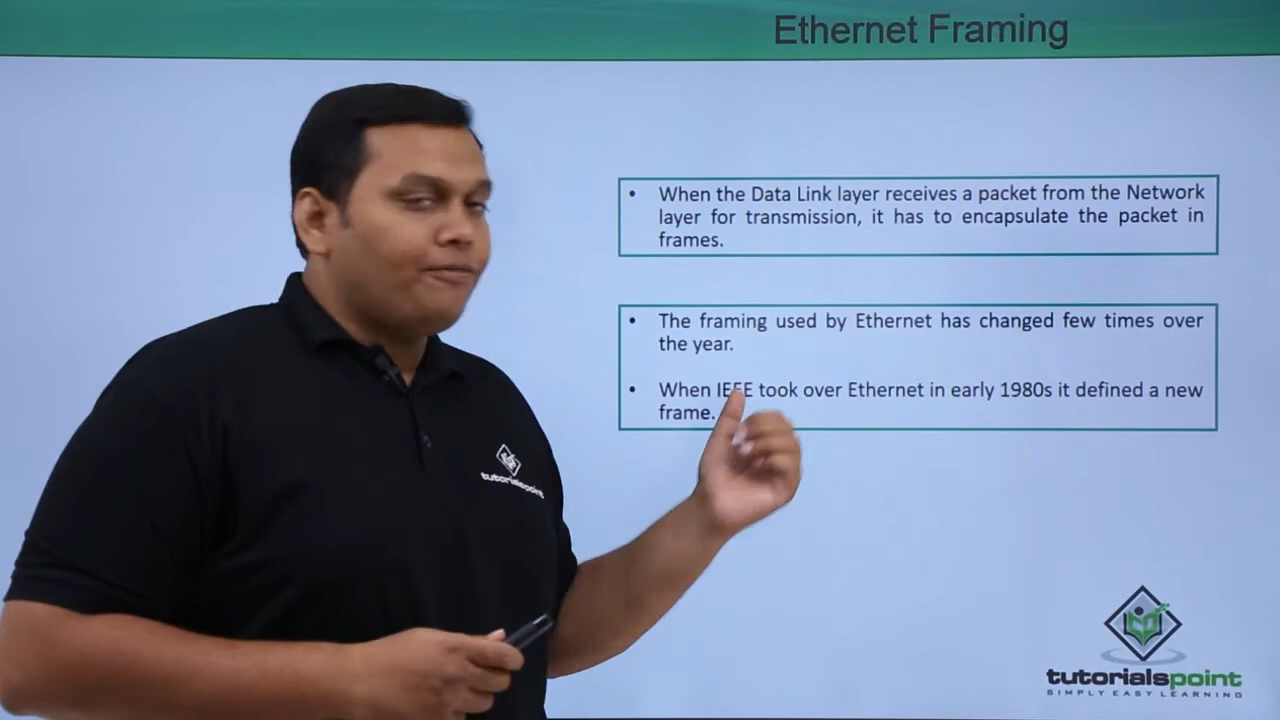 Ethernet Framing
• When the Data Link layer receives a packet from the Network
layer for transmission, it has to encapsulate the packet in
frames.
• The framing used by Ethernet has changed few times over
the year.
• When IEEE took over Ethernet in early 1980s it defined a new
frame.
tutorialspoint
tutorialspoint
SIMPLY EASY LEARNING